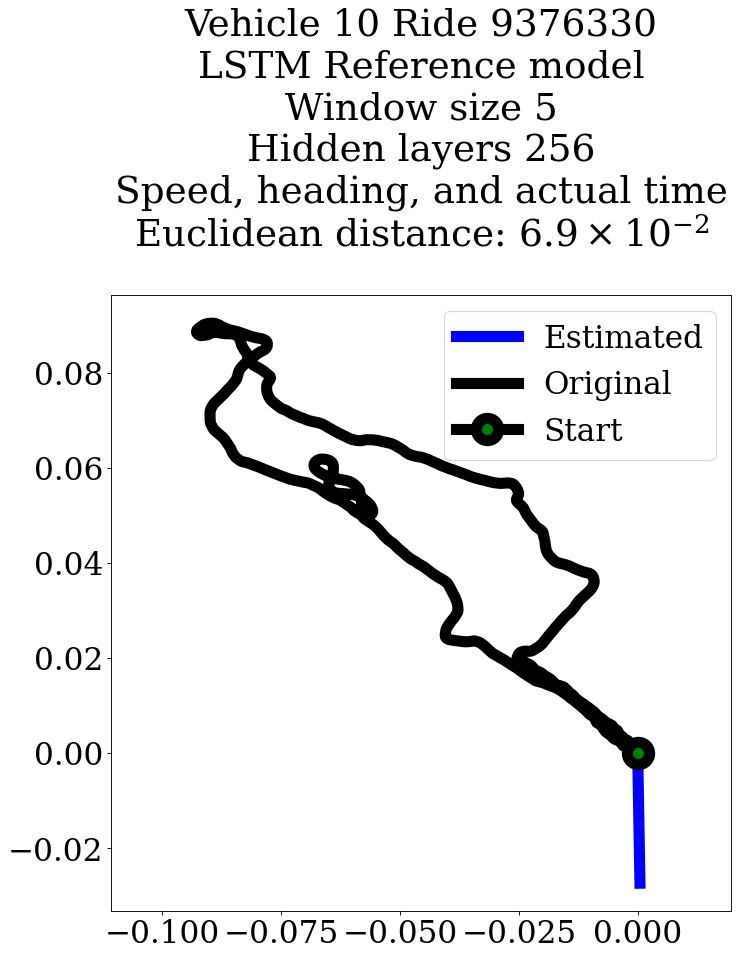 Vehicle 10 Ride 9376330
LSTM Reference model
Window size 5
Hidden layers 256
Speed, heading, and actual time
Euclidean distance: 6.9 × 10⁻²
Estimated
Original
Start
0.08
0.06
0.04
0.02
0.00
−0.02
−0.100 −0.075 −0.050 −0.025 0.000